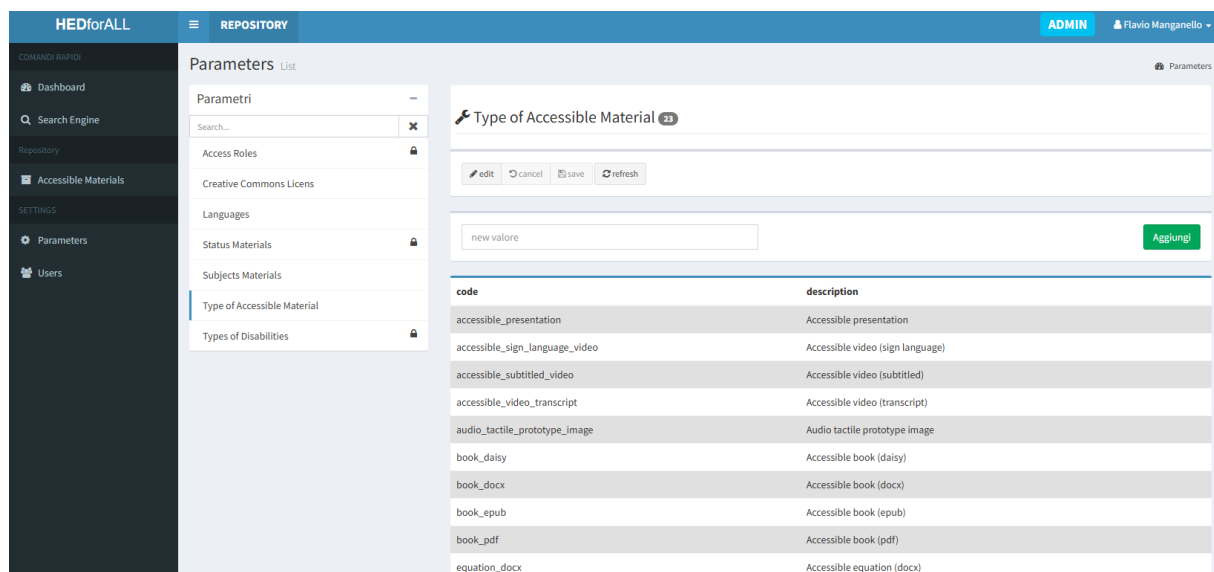 HEDforALL
REPOSITORY
ADMIN
Flavio Manganello
COMANDI RAPIDI
Dashboard
Search Engine
Repository
Accessible Materials
SETTINGS
Parameters
Users
Parameters List
Parameters
Parametri
Search...
Access Roles
Creative Commons Licens
Languages
Status Materials
Subjects Materials
Type of Accessible Material
Types of Disabilities
Type of Accessible Material 23
edit cancel save refresh
new valore
Aggiungi
code description
accessible_presentation Accessible presentation
accessible_sign_language_video Accessible video (sign language)
accessible_subtitled_video Accessible video (subtitled)
accessible_video_transcript Accessible video (transcript)
audio_tactile_prototype_image Audio tactile prototype image
book_daisy Accessible book (daisy)
book_docx Accessible book (docx)
book_epub Accessible book (epub)
book_pdf Accessible book (pdf)
equation_docx Accessible equation (docx)